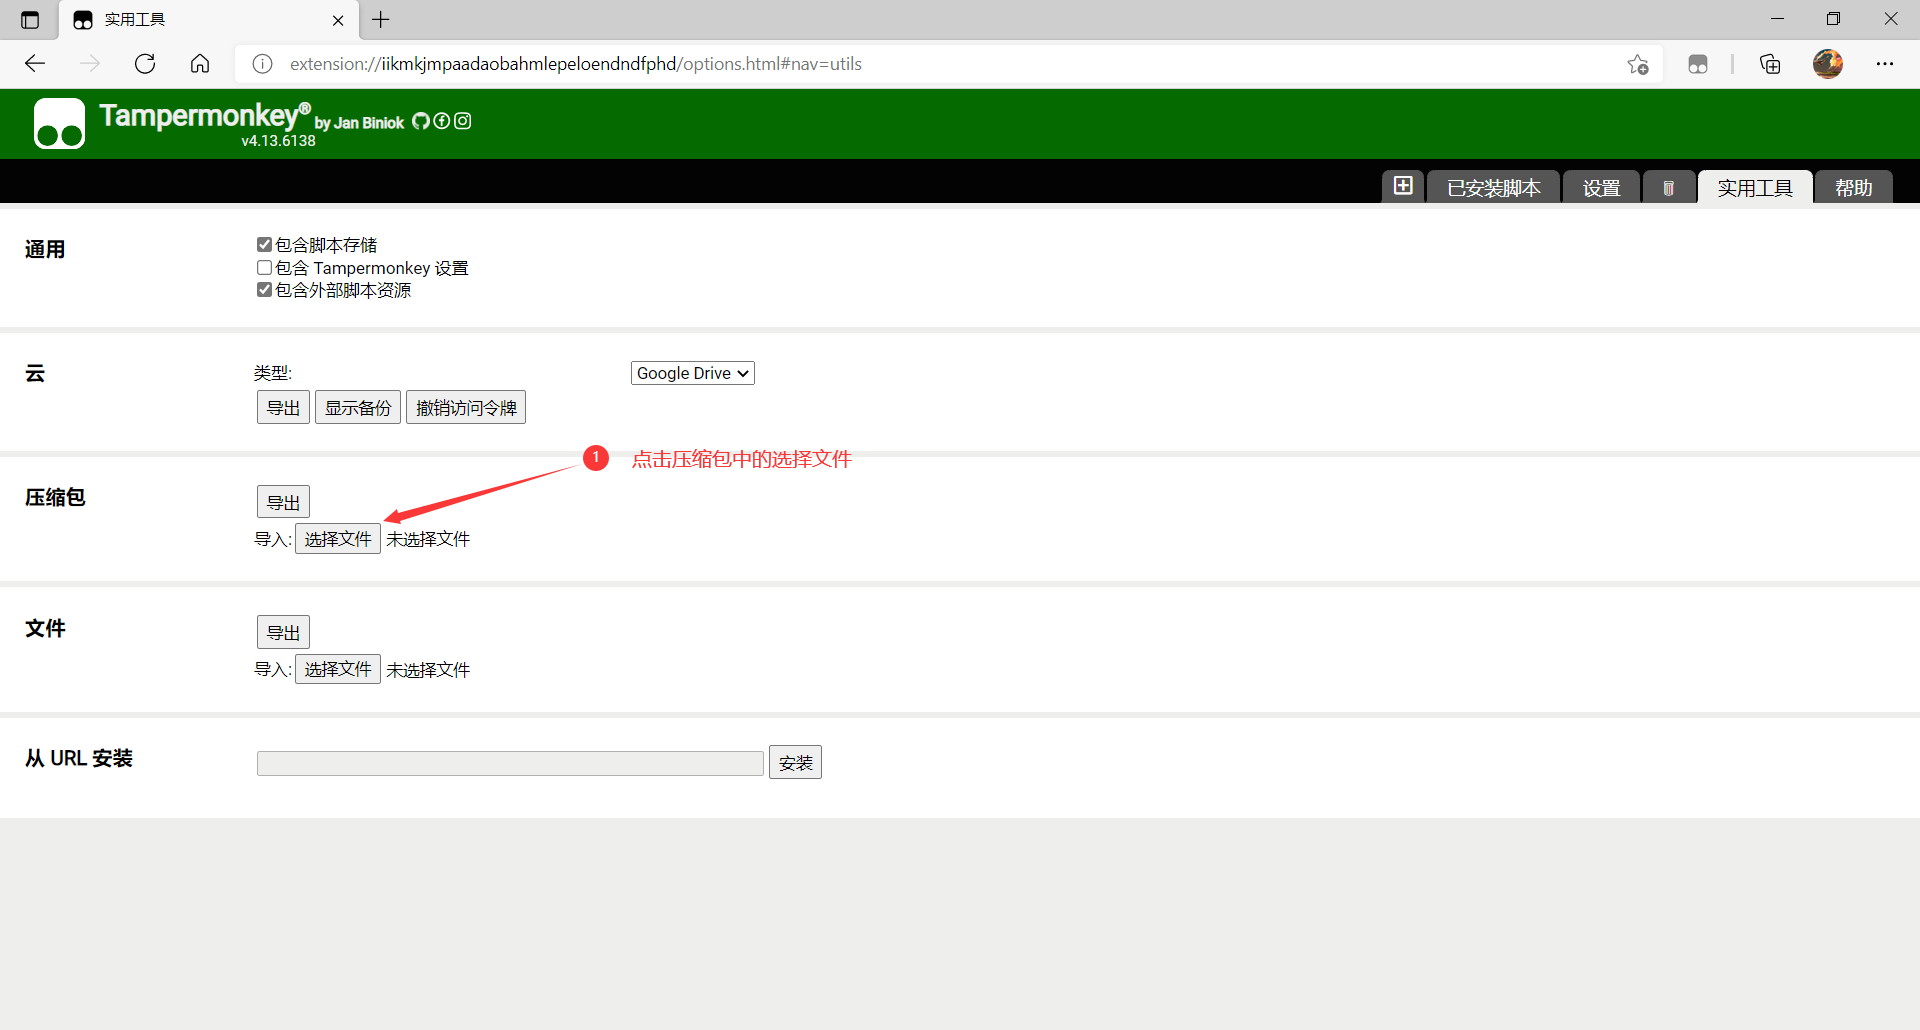 实用工具
extension://iikmkjmpaadaobahmlepeloendndfphd/options.html#nav=utils
Tampermonkey® by Jan Biniok
v4.13.6138
已安装脚本 设置 实用工具 帮助
通用
包含脚本存储
包含 Tampermonkey 设置
包含外部脚本资源
云
类型: Google Drive
导出 显示备份 撤销访问令牌
1 点击压缩包中的选择文件
压缩包
导出
导入: 选择文件 未选择文件
文件
导出
导入: 选择文件 未选择文件
从 URL 安装
安装